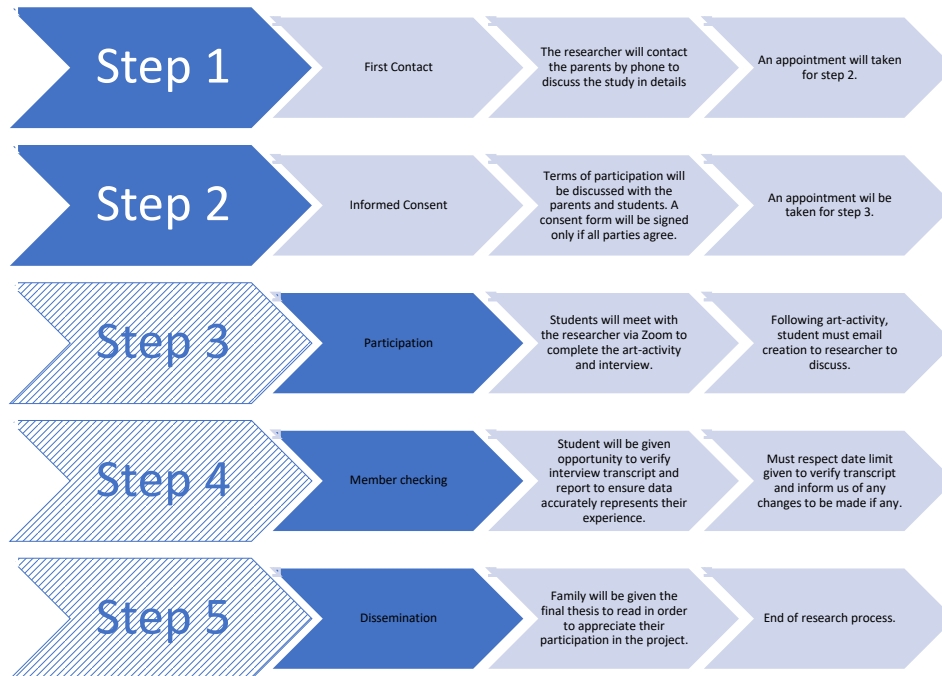 Step 1
First Contact
The researcher will contact
the parents by phone to
discuss the study in details
An appointment will taken
for step 2.
Step 2
Informed Consent
Terms of participation will
be discussed with the
parents and students. A
consent form will be signed
only if all parties agree.
An appointment wil be
taken for step 3.
Step 3
Participation
Students will meet with
the researcher via Zoom to
complete the art-activity
and interview.
Following art-activity,
student must email
creation to researcher to
discuss.
Step 4
Member checking
Student will be given
opportunity to verify
interview transcript and
report to ensure data
accurately represents their
experience.
Must respect date limit
given to verify transcript
and inform us of any
changes to be made if any.
Step 5
Dissemination
Family will be given the
final thesis to read in order
to appreciate their
participation in the project.
End of research process.